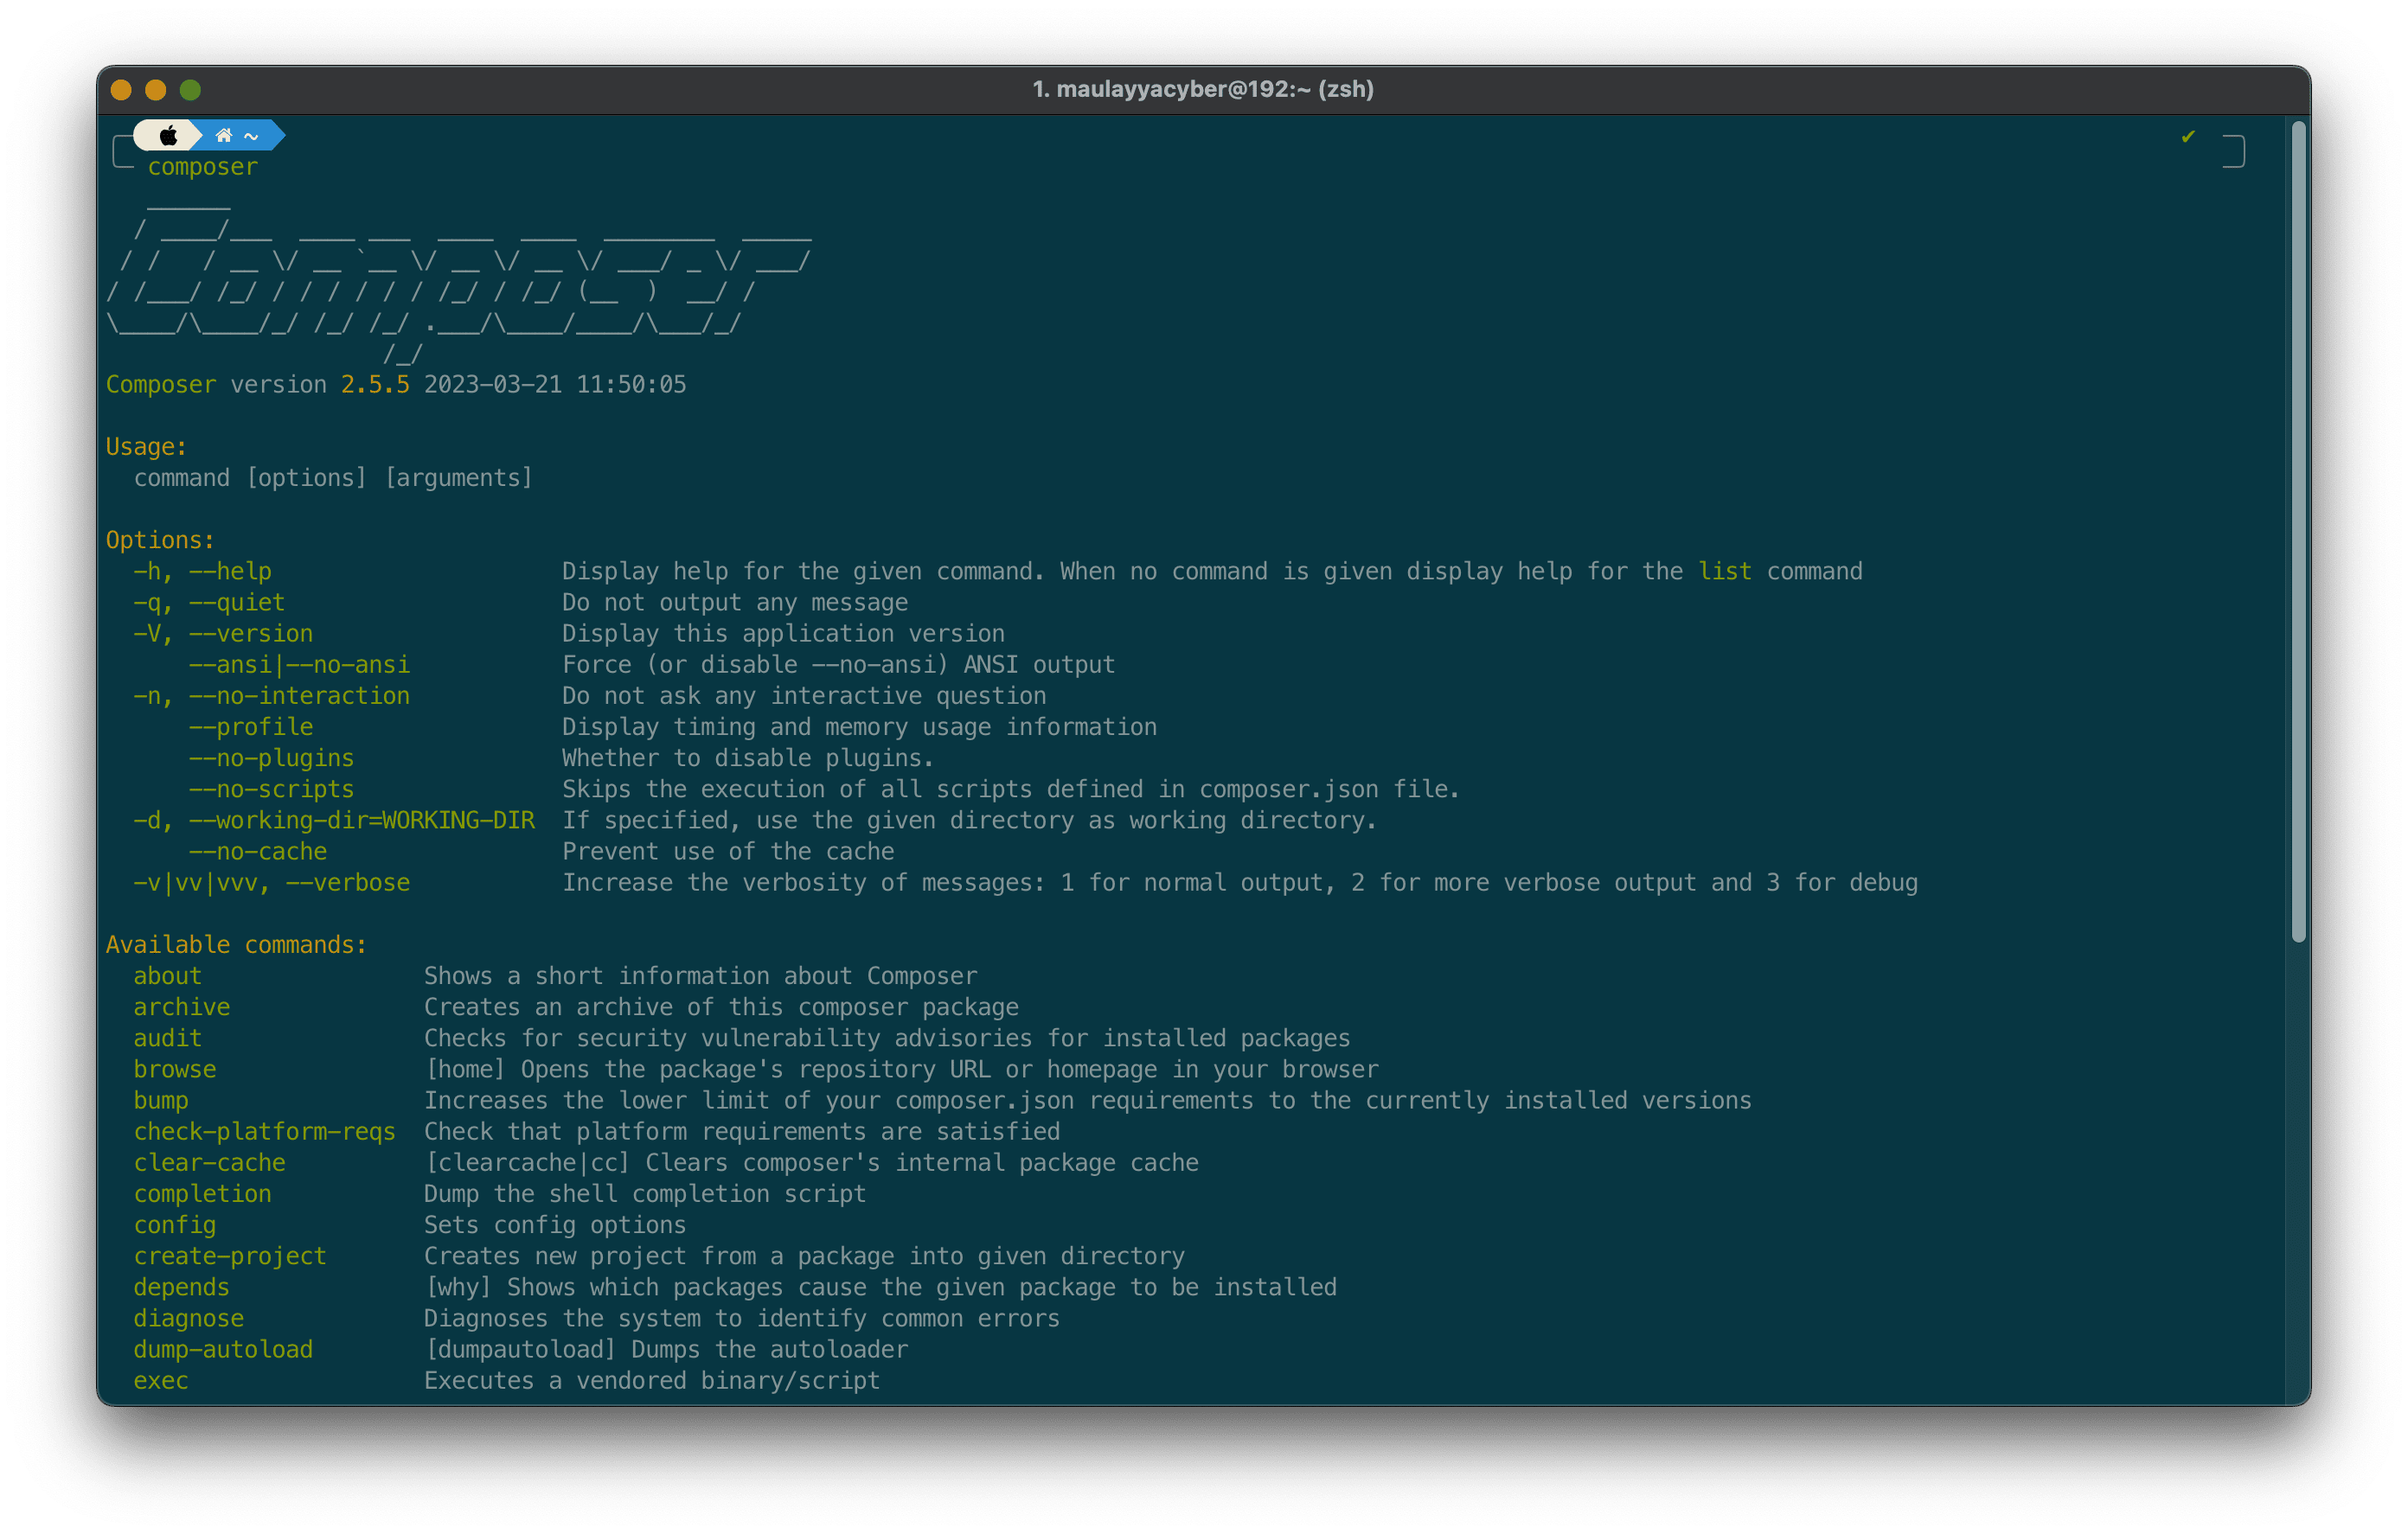 1. maulayyacyber@192:~ (zsh)
~ ✔
composer
   ______
  / ____/___  ____ ___  ____  ____  ________  _____
 / /   / __ \/ __ `__ \/ __ \/ __ \/ ___/ _ \/ ___/
/ /___/ /_/ / / / / / / /_/ / /_/ (__  )  __/ /
\____/\____/_/ /_/ /_/ .___/\____/____/\___/_/
                    /_/
Composer version 2.5.5 2023-03-21 11:50:05
Usage:
  command [options] [arguments]
Options:
  -h, --help                     Display help for the given command. When no command is given display help for the list command
  -q, --quiet                    Do not output any message
  -V, --version                  Display this application version
      --ansi|--no-ansi           Force (or disable --no-ansi) ANSI output
  -n, --no-interaction           Do not ask any interactive question
      --profile                  Display timing and memory usage information
      --no-plugins               Whether to disable plugins.
      --no-scripts               Skips the execution of all scripts defined in composer.json file.
  -d, --working-dir=WORKING-DIR  If specified, use the given directory as working directory.
      --no-cache                 Prevent use of the cache
  -v|vv|vvv, --verbose           Increase the verbosity of messages: 1 for normal output, 2 for more verbose output and 3 for debug
Available commands:
  about                Shows a short information about Composer
  archive              Creates an archive of this composer package
  audit                Checks for security vulnerability advisories for installed packages
  browse               [home] Opens the package's repository URL or homepage in your browser
  bump                 Increases the lower limit of your composer.json requirements to the currently installed versions
  check-platform-reqs  Check that platform requirements are satisfied
  clear-cache          [clearcache|cc] Clears composer's internal package cache
  completion           Dump the shell completion script
  config               Sets config options
  create-project       Creates new project from a package into given directory
  depends              [why] Shows which packages cause the given package to be installed
  diagnose             Diagnoses the system to identify common errors
  dump-autoload        [dumpautoload] Dumps the autoloader
  exec                 Executes a vendored binary/script